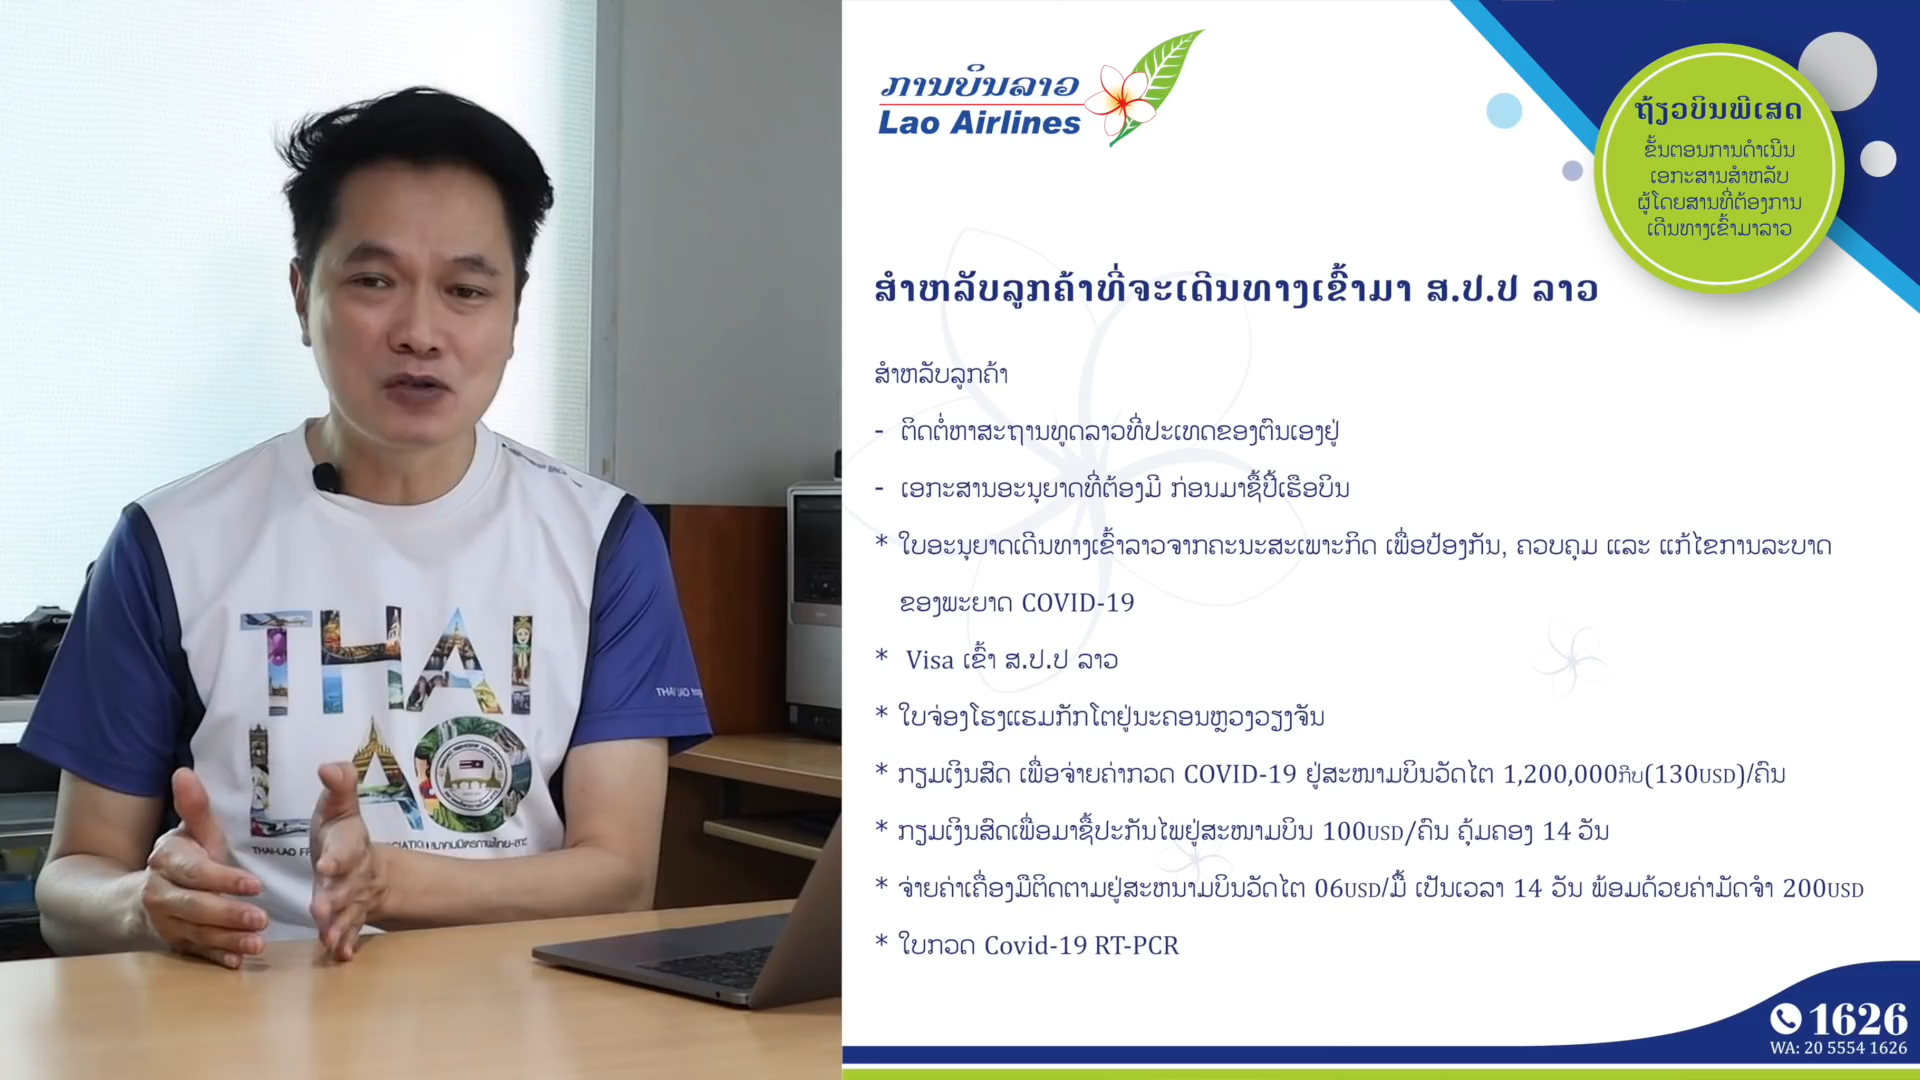 ການບິນລາວ
Lao Airlines
ຖ້ຽວບິນພິເສດ
ຂັ້ນຕອນການດຳເນີນ
ເອກະສານສຳຫລັບ
ຜູ້ໂດຍສານທີ່ຕ້ອງການ
ເດີນທາງເຂົ້າມາລາວ
ສຳຫລັບລູກຄ້າທີ່ຈະເດີນທາງເຂົ້າມາ ສ.ປ.ປ ລາວ
ສຳຫລັບລູກຄ້າ
- ຕິດຕໍ່ຫາສະຖານທູດລາວທີ່ປະເທດຂອງຕົນເອງຢູ່
- ເອກະສານອະນຸຍາດທີ່ຕ້ອງມີ ກ່ອນມາຊື້ປີ້ເຮືອບິນ
* ໃບອະນຸຍາດເດີນທາງເຂົ້າລາວຈາກຄະນະສະເພາະກິດ ເພື່ອປ້ອງກັນ, ຄວບຄຸມ ແລະ ແກ້ໄຂການລະບາດ
ຂອງພະຍາດ COVID-19
* Visa ເຂົ້າ ສ.ປ.ປ ລາວ
* ໃບຈ່ອງໂຮງແຮມກັກໂຕຢູ່ນະຄອນຫຼວງວຽງຈັນ
* ກຽມເງິນສົດ ເພື່ອຈ່າຍຄ່າກວດ COVID-19 ຢູ່ສະໜາມບິນວັດໄຕ 1,200,000ກີບ(130USD)/ຄົນ
* ກຽມເງິນສົດເພື່ອມາຊື້ປະກັນໄພຢູ່ສະໜາມບິນ 100USD/ຄົນ ຄຸ້ມຄອງ 14 ວັນ
* ຈ່າຍຄ່າເຄື່ອງມືຕິດຕາມຢູ່ສະຫນາມບິນວັດໄຕ 06USD/ມື້ ເປັນເວລາ 14 ວັນ ພ້ອມດ້ວຍຄ່າມັດຈຳ 200USD
* ໃບກວດ Covid-19 RT-PCR
1626
WA: 20 5554 1626
THAI
LAO
THAI LAO